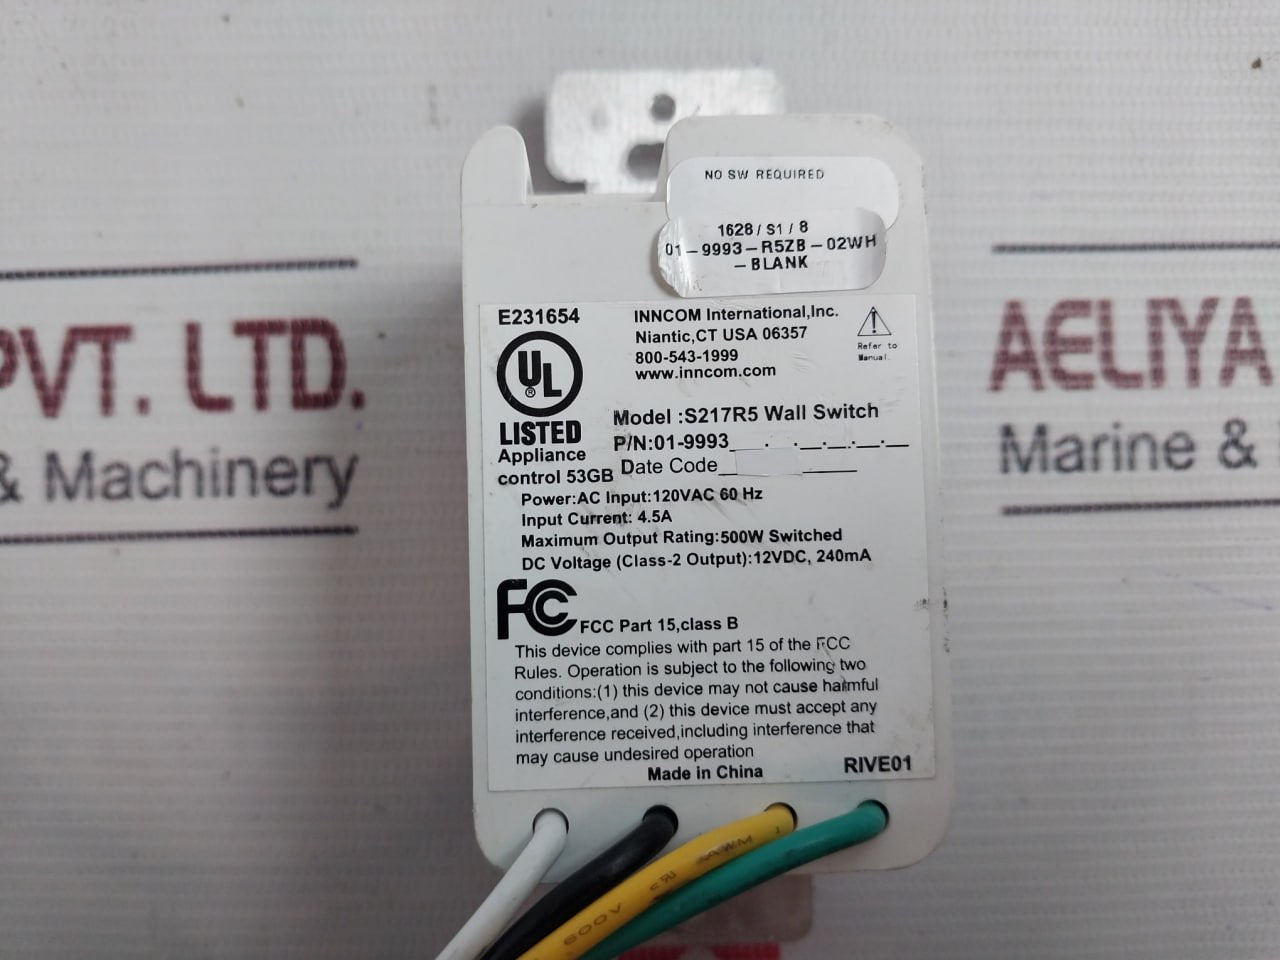 NO SW REQUIRED
1628 / S1 / 8
01-9993-R5ZB-02WH
-BLANK
E231654
UL
®
LISTED
Appliance
control 53GB
INNCOM International,Inc.
Niantic,CT USA 06357
800-543-1999
www.inncom.com
Refer to
Manual.
Model :S217R5 Wall Switch
P/N:01-9993
Date Code
Power:AC Input:120VAC 60 Hz
Input Current: 4.5A
Maximum Output Rating:500W Switched
DC Voltage (Class-2 Output):12VDC, 240mA
FC FCC Part 15,class B
This device complies with part 15 of the FCC
Rules. Operation is subject to the following two
conditions:(1) this device may not cause harmful
interference,and (2) this device must accept any
interference received,including interference that
may cause undesired operation
Made in China
RIVE01
600V AWM
PVT. LTD.
& Machinery
AELIYA
Marine &